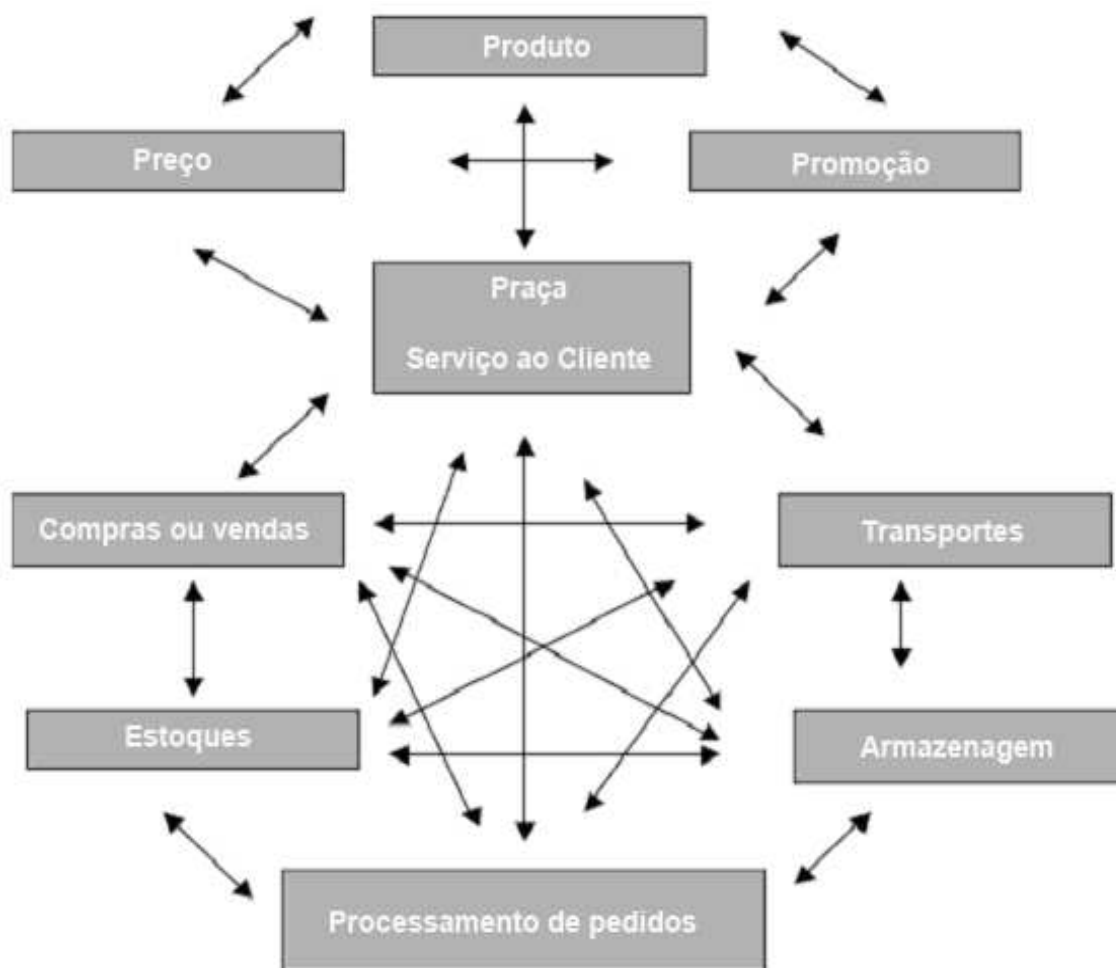 Produto
Preço
Promoção
Praça
Serviço ao Cliente
Compras ou vendas
Transportes
Estoques
Armazenagem
Processamento de pedidos